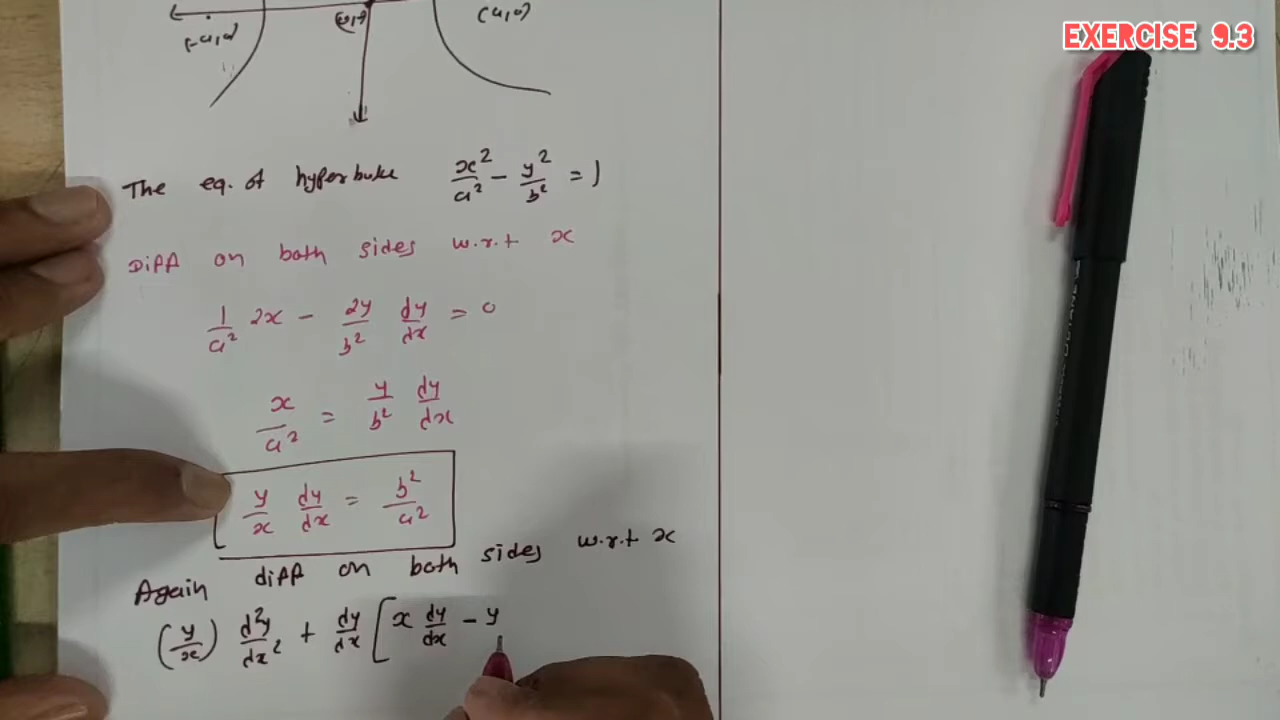 EXERCISE 9.3
(-a,0) (a,0)
The eq. of hyperbola x²/a² - y²/b² = 1
Diff on both sides w.r.t x
1/a² 2x - 2y/b² dy/dx = 0
x/a² = y/b² dy/dx
y/x dy/dx = b²/a²
Again diff on both sides w.r.t x
(y/x) d²y/dx² + dy/dx [x dy/dx - y